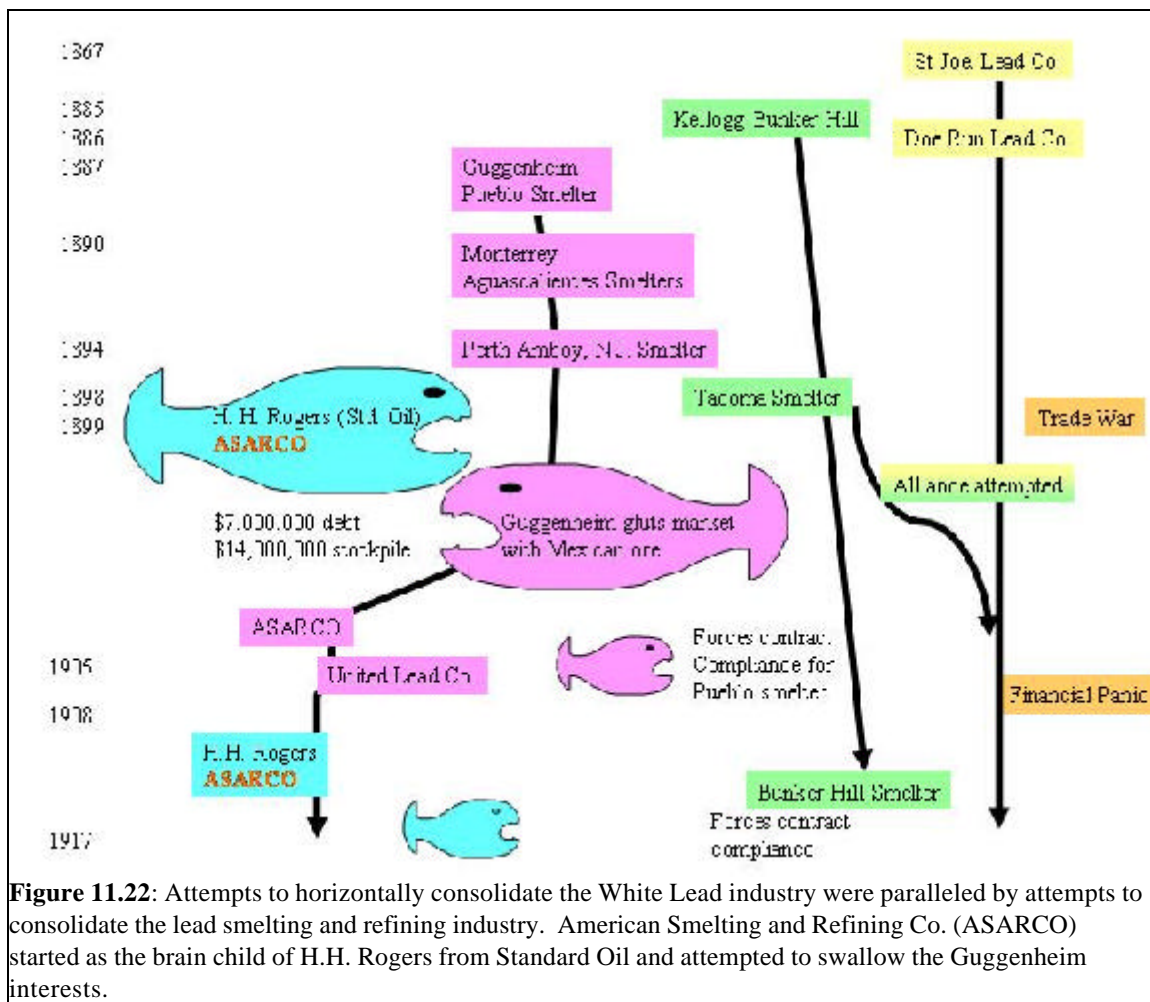 1867
St Joe Lead Co
1885
Kellogg Bunker Hill
1886
Doe Run Lead Co
1887
Guggenheim
Pueblo Smelter
1890
Monterrey
Aguascalientes Smelters
1894
Perth Amboy, NJ Smelter
1898
Tacoma Smelter
1899
H. H. Rogers (Std Oil)
ASARCO
Trade War
Alliance attempted
$7,000,000 debt
$14,000,000 stockpile
Guggenheim gluts market
with Mexican ore
ASARCO
Forces contract
Compliance for
Pueblo smelter
1905
United Lead Co
1908
Financial Panic
H.H. Rogers
ASARCO
Bunker Hill Smelter
Forces contract
compliance
1917
Figure 11.22: Attempts to horizontally consolidate the White Lead industry were paralleled by attempts to
consolidate the lead smelting and refining industry. American Smelting and Refining Co. (ASARCO)
started as the brain child of H.H. Rogers from Standard Oil and attempted to swallow the Guggenheim
interests.